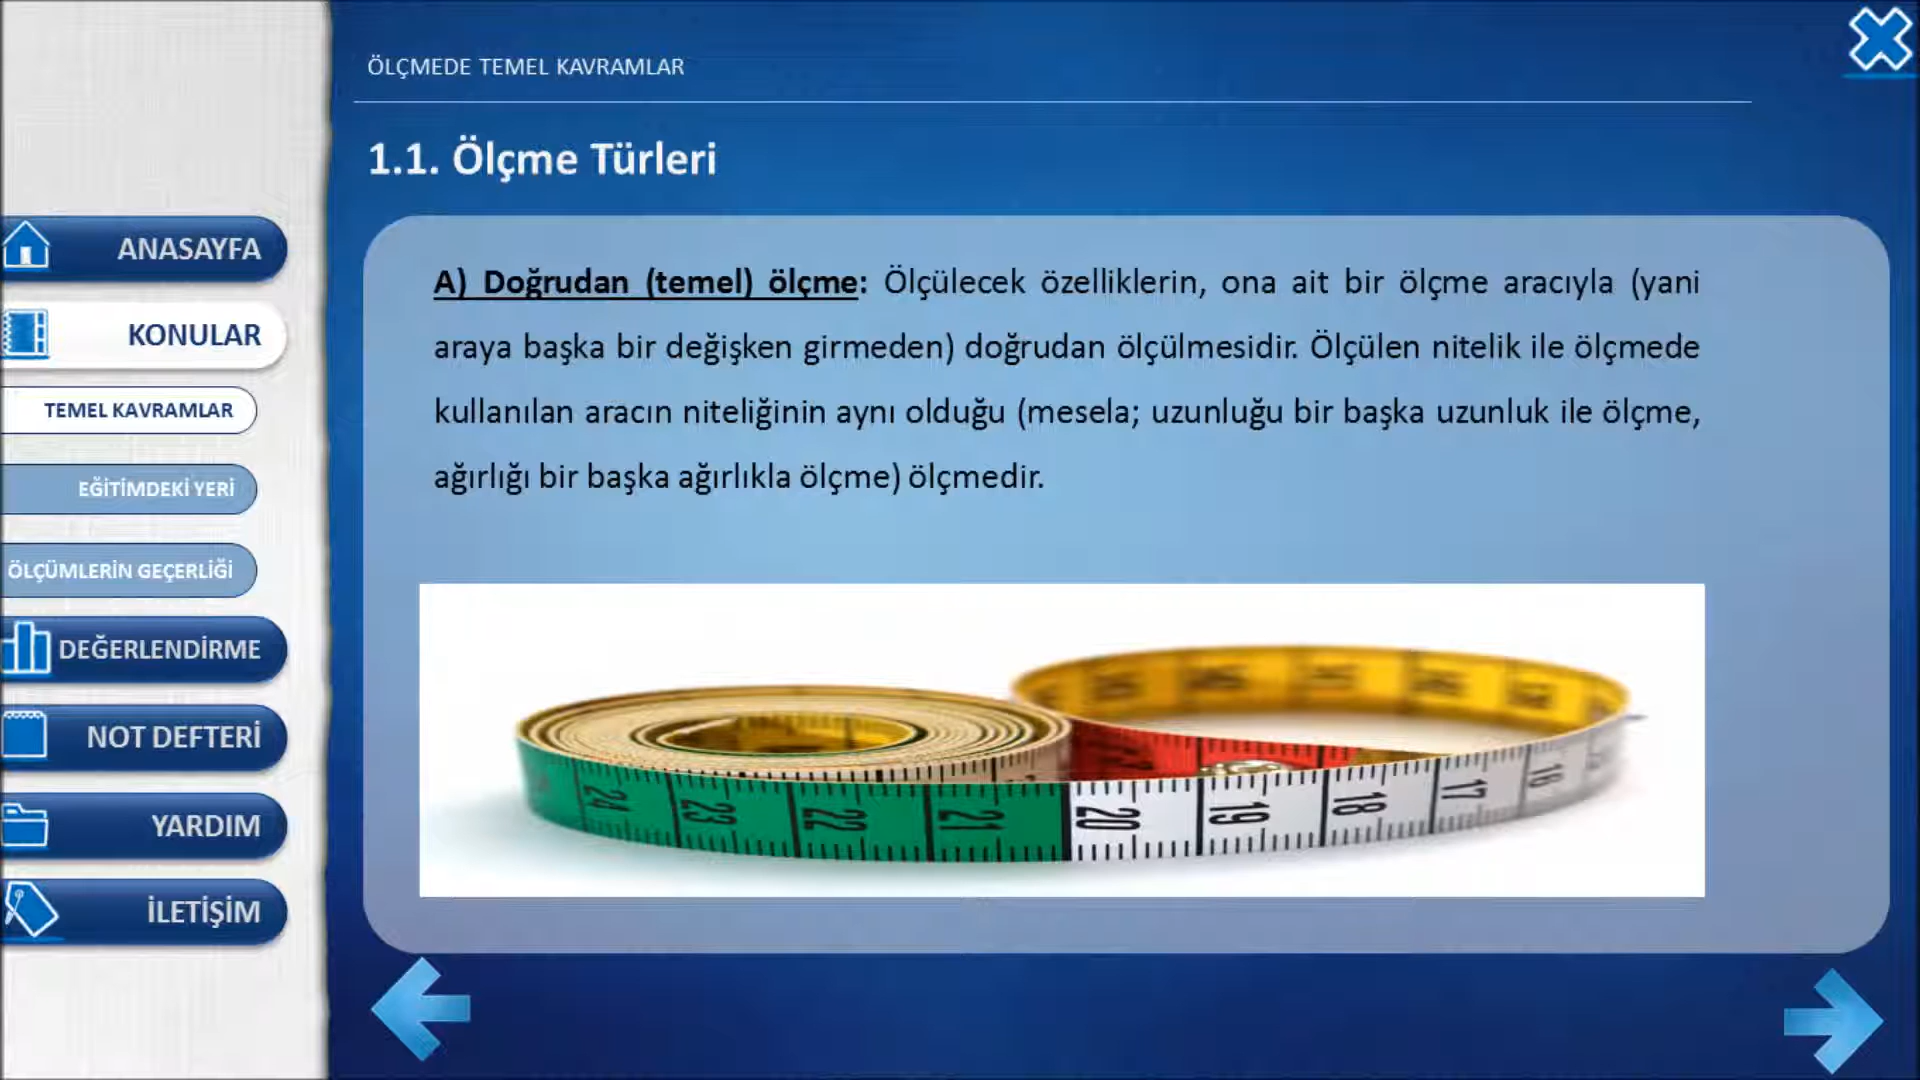 ÖLÇMEDE TEMEL KAVRAMLAR
1.1. Ölçme Türleri
ANASAYFA
KONULAR
TEMEL KAVRAMLAR
EĞİTİMDEKİ YERİ
ÖLÇÜMLERİN GEÇERLİĞİ
DEĞERLENDİRME
NOT DEFTERİ
YARDIM
İLETİŞİM
A) Doğrudan (temel) ölçme: Ölçülecek özelliklerin, ona ait bir ölçme aracıyla (yani
araya başka bir değişken girmeden) doğrudan ölçülmesidir. Ölçülen nitelik ile ölçmede
kullanılan aracın niteliğinin aynı olduğu (mesela; uzunluğu bir başka uzunluk ile ölçme,
ağırlığı bir başka ağırlıkla ölçme) ölçmedir.
24 23 22 21 20 19 18 17 16